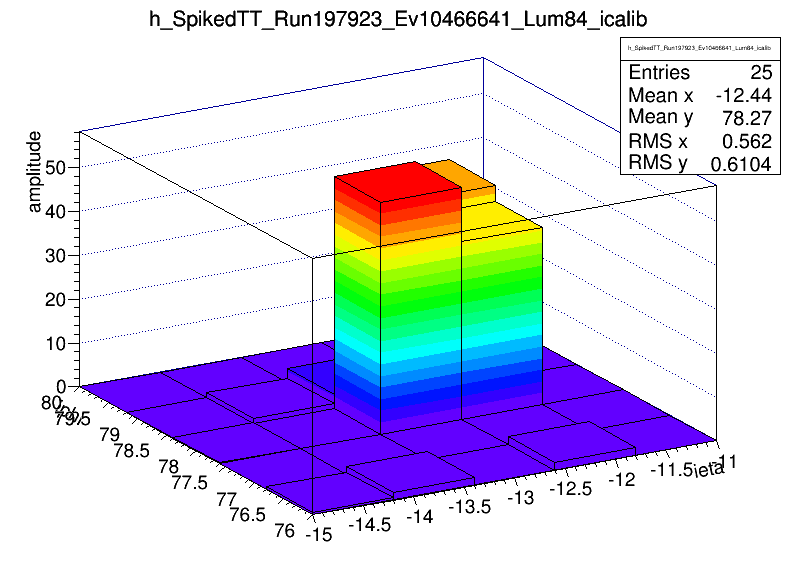 h_SpikedTT_Run197923_Ev10466641_Lum84_icalib
h_SpikedTT_Run197923_Ev10466641_Lum84_icalib
Entries 25
Mean x -12.44
Mean y 78.27
RMS x 0.562
RMS y 0.6104
amplitude
50
40
30
20
10
0
80
79.5
79
78.5
78
77.5
77
76.5
76
-15
-14.5
-14
-13.5
-13
-12.5
-12
-11.5
-11
ieta